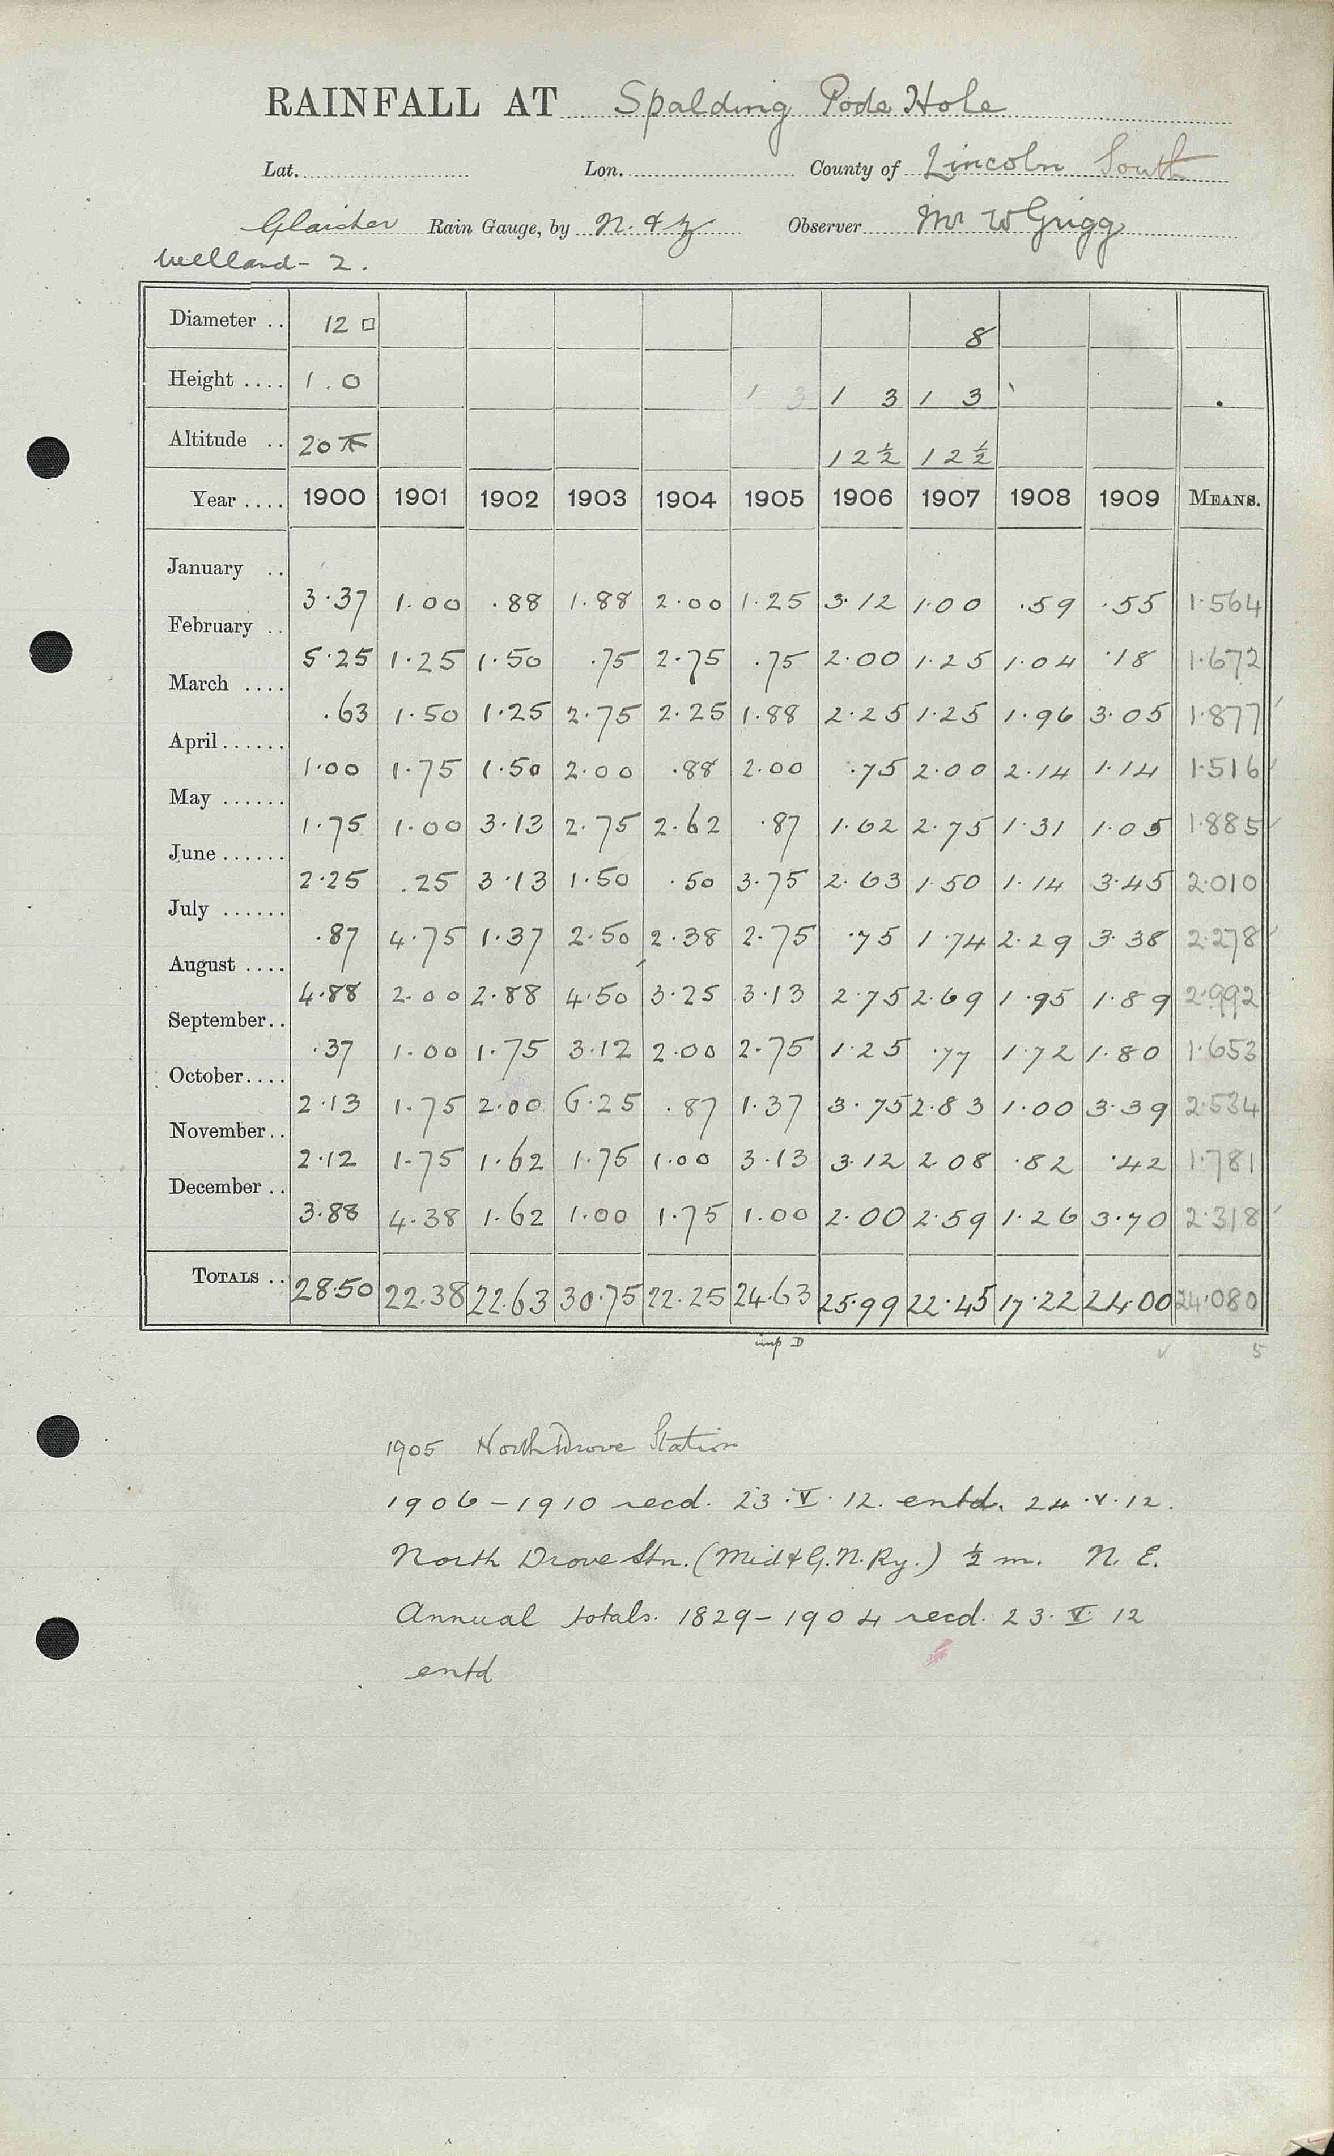 RAINFALL AT Spalding Pode Hole
Lat. Lon. County of Lincoln South
Glaisher Rain Gauge, by N. & Z Observer Mr W Grigg
Welland - 2.
Diameter .. 12 □ 8
Height .... 1.0 1 3 1 3 1 3
Altitude .. 20 ft 12½ 12½
Year .... 1900 1901 1902 1903 1904 1905 1906 1907 1908 1909 MEANS.
January .. 3.37 1.00 .88 1.88 2.00 1.25 3.12 1.00 .59 .55 1.564
February .. 5.25 1.25 1.50 .75 2.75 .75 2.00 1.25 1.04 .18 1.672
March .... .63 1.50 1.25 2.75 2.25 1.88 2.25 1.25 1.96 3.05 1.877
April ...... 1.00 1.75 1.50 2.00 .88 2.00 .75 2.00 2.14 1.14 1.516
May ...... 1.75 1.00 3.13 2.75 2.62 .87 1.62 2.75 1.31 1.05 1.885
June ...... 2.25 .25 3.13 1.50 .50 3.75 2.63 1.50 1.14 3.45 2.010
July ...... .87 4.75 1.37 2.50 2.38 2.75 .75 1.74 2.29 3.38 2.278
August .... 4.88 2.00 2.88 4.50 3.25 3.13 2.75 2.69 1.95 1.89 2.992
September.. .37 1.00 1.75 3.12 2.00 2.75 1.25 .77 1.72 1.80 1.653
October.... 2.13 1.75 2.00 6.25 .87 1.37 3.75 2.83 1.00 3.39 2.534
November.. 2.12 1.75 1.62 1.75 1.00 3.13 3.12 2.08 .82 .42 1.781
December .. 3.88 4.38 1.62 1.00 1.75 1.00 2.00 2.59 1.26 3.70 2.318
TOTALS .. 28.50 22.38 22.63 30.75 22.25 24.63 25.99 22.45 17.22 24.00 24.080
imp D 5
1905 North Drove Station
1906 - 1910 recd. 23.V.12. entd. 24.V.12.
North Drove Stn. (Mid & G.N.Ry.) ½ m. N.E.
Annual totals. 1829 - 1904 recd. 23.V.12
entd